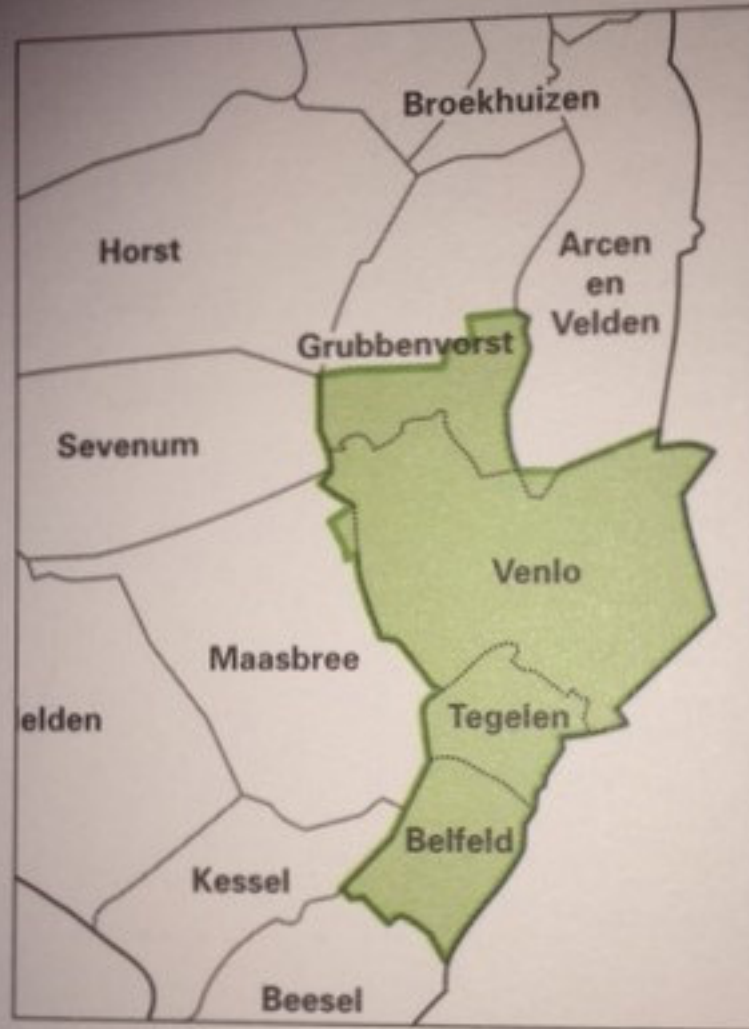 Broekhuizen
Horst
Arcen
en
Velden
Grubbenvorst
Sevenum
Venlo
Maasbree
elden
Tegelen
Belfeld
Kessel
Beesel